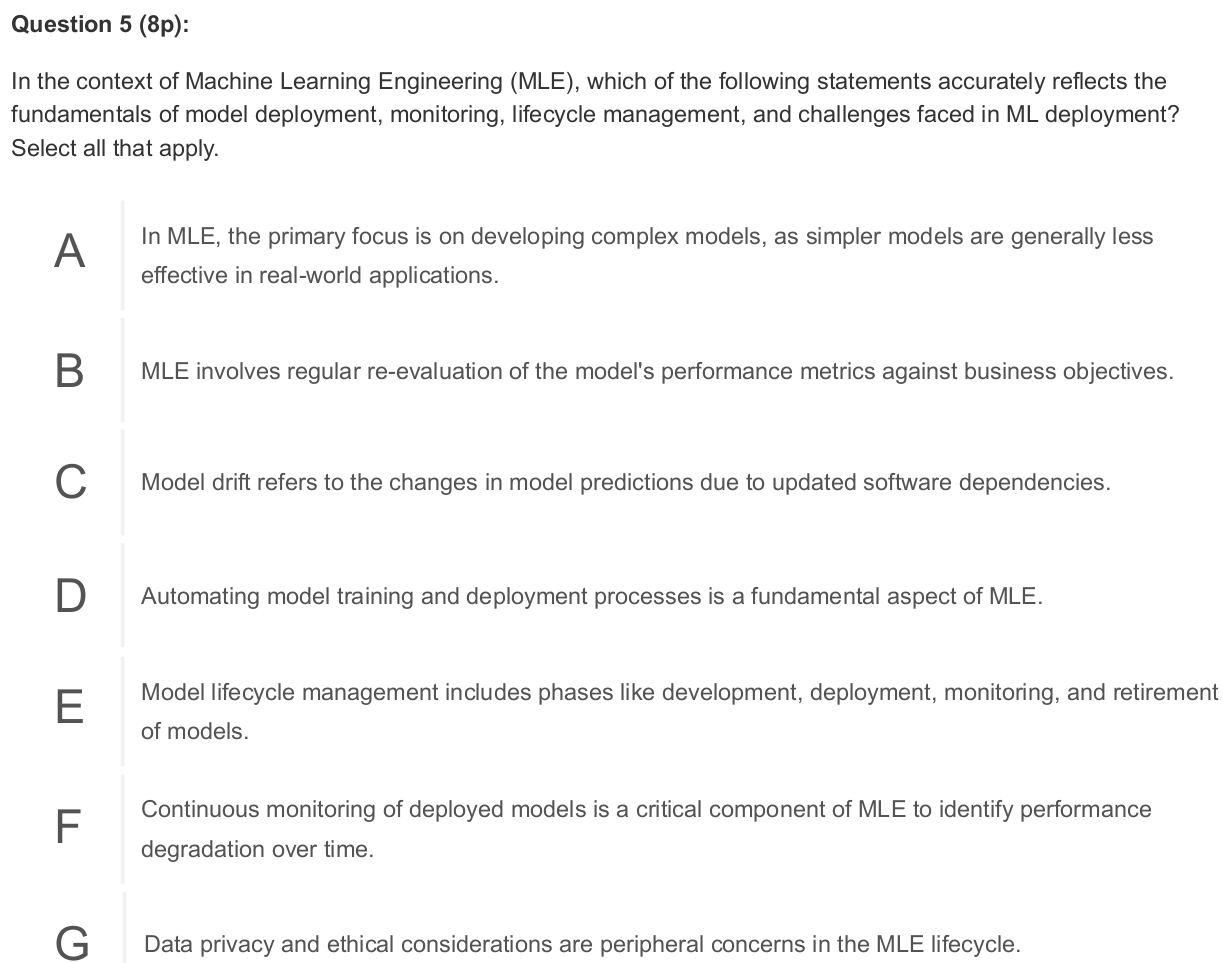 Question 5 (8p):
In the context of Machine Learning Engineering (MLE), which of the following statements accurately reflects the
fundamentals of model deployment, monitoring, lifecycle management, and challenges faced in ML deployment?
Select all that apply.
A
In MLE, the primary focus is on developing complex models, as simpler models are generally less
effective in real-world applications.
B
MLE involves regular re-evaluation of the model's performance metrics against business objectives.
C
Model drift refers to the changes in model predictions due to updated software dependencies.
D
Automating model training and deployment processes is a fundamental aspect of MLE.
E
Model lifecycle management includes phases like development, deployment, monitoring, and retirement
of models.
F
Continuous monitoring of deployed models is a critical component of MLE to identify performance
degradation over time.
G
Data privacy and ethical considerations are peripheral concerns in the MLE lifecycle.